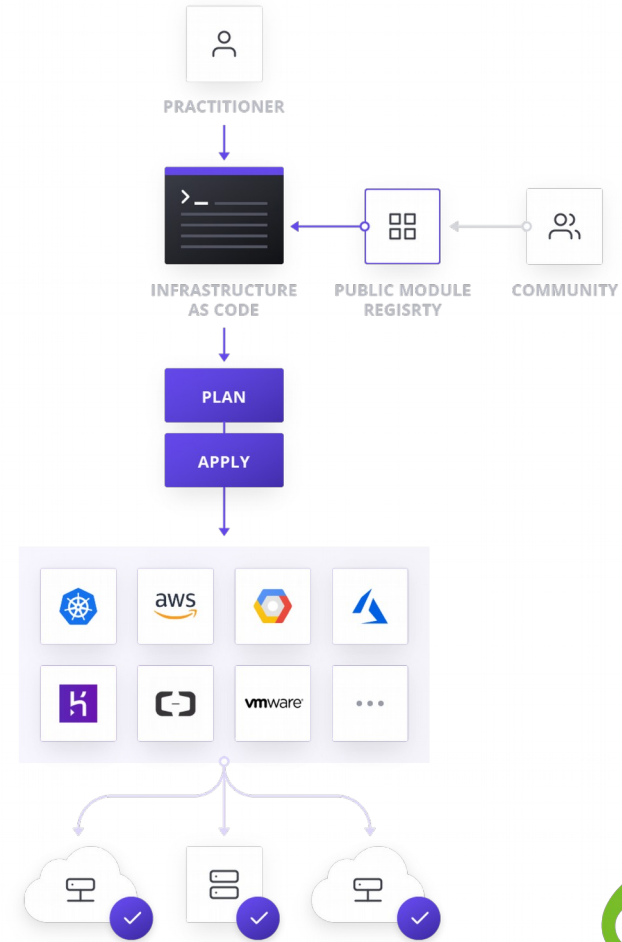 PRACTITIONER
>_
INFRASTRUCTURE
AS CODE
PUBLIC MODULE
REGISRTY
COMMUNITY
PLAN
APPLY
aws
vmware